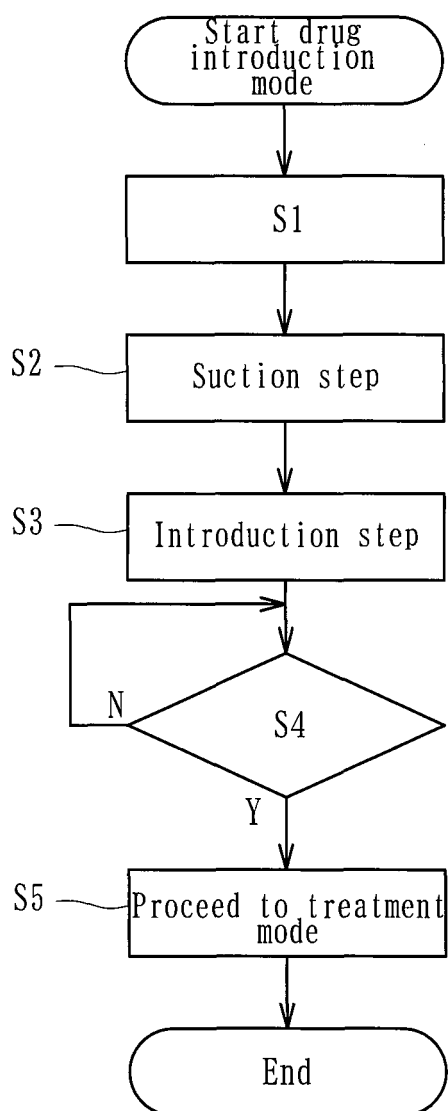 Start drug
introduction
mode
S1
S2
Suction step
S3
Introduction step
N
S4
Y
S5
Proceed to treatment
mode
End